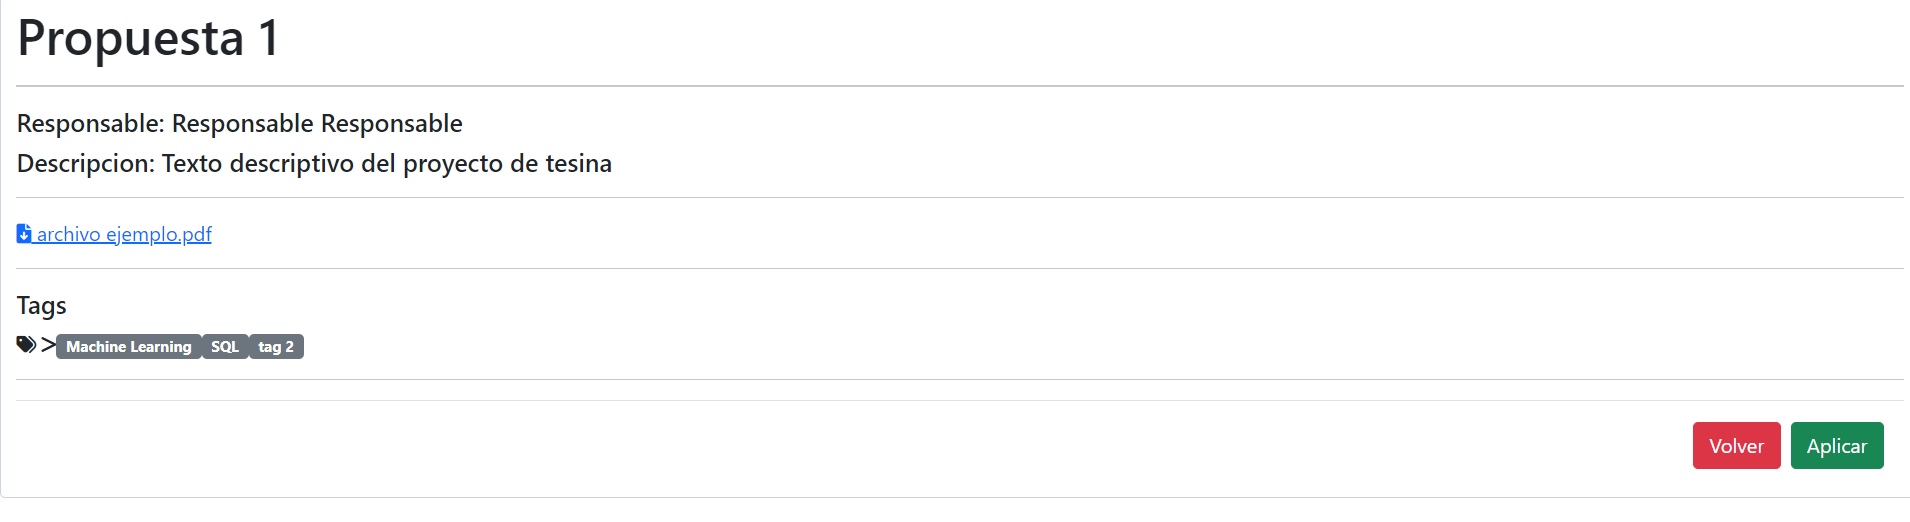 Propuesta 1
Responsable: Responsable Responsable
Descripcion: Texto descriptivo del proyecto de tesina
archivo ejemplo.pdf
Tags
> Machine Learning SQL tag 2
Volver Aplicar